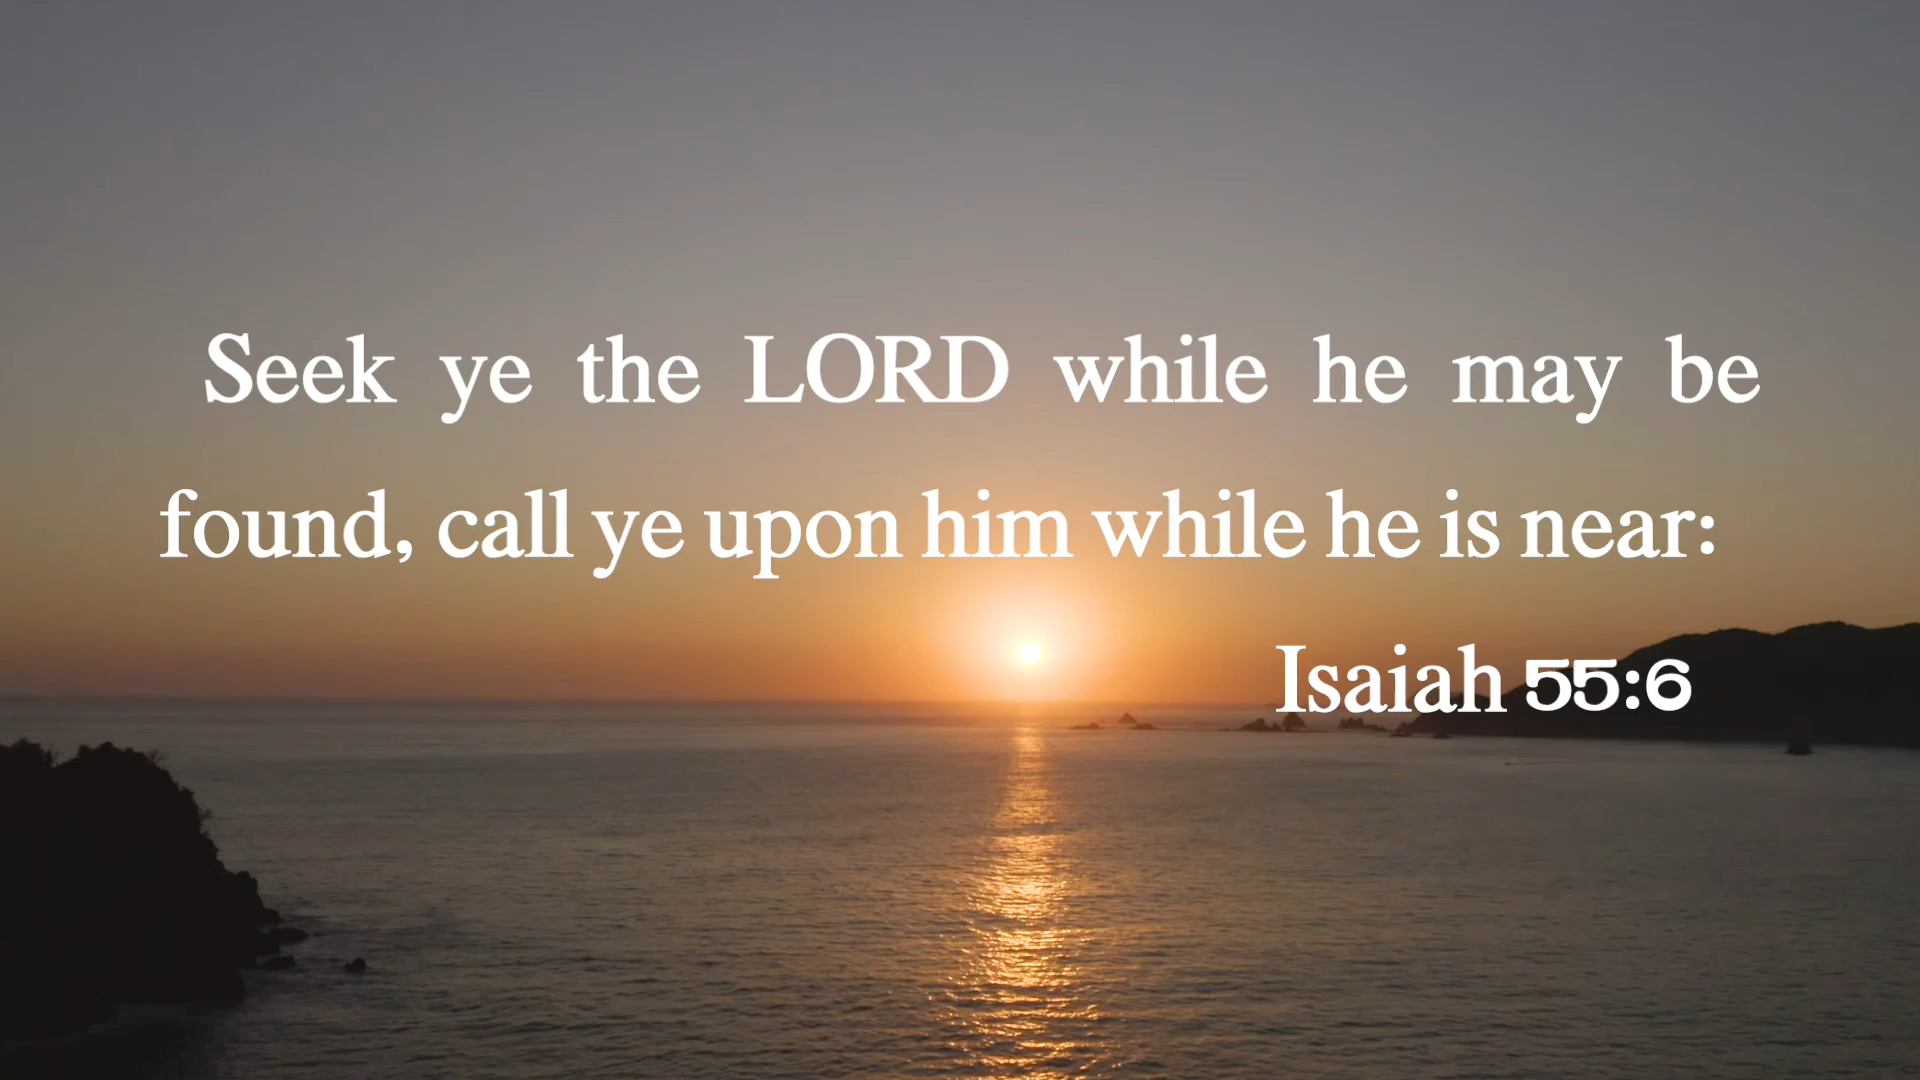 Seek ye the LORD while he may be
found, call ye upon him while he is near:
Isaiah 55:6